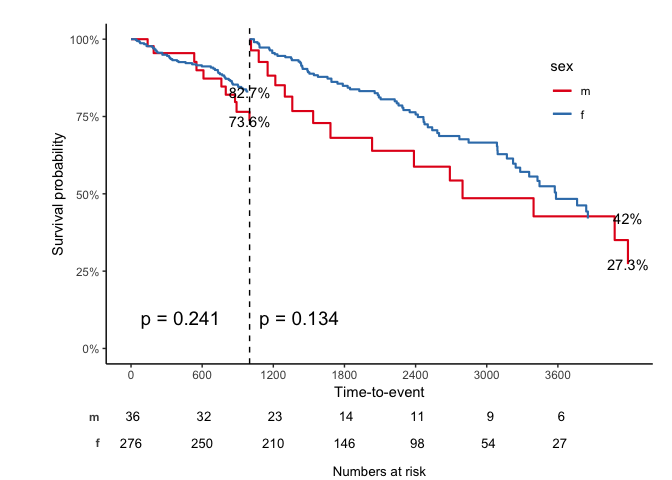 100%
75%
50%
25%
0%
Survival probability
sex
m
f
82.7%
73.6%
42%
27.3%
p = 0.241
p = 0.134
0 600 1200 1800 2400 3000 3600
Time-to-event
m 36 32 23 14 11 9 6
f 276 250 210 146 98 54 27
Numbers at risk